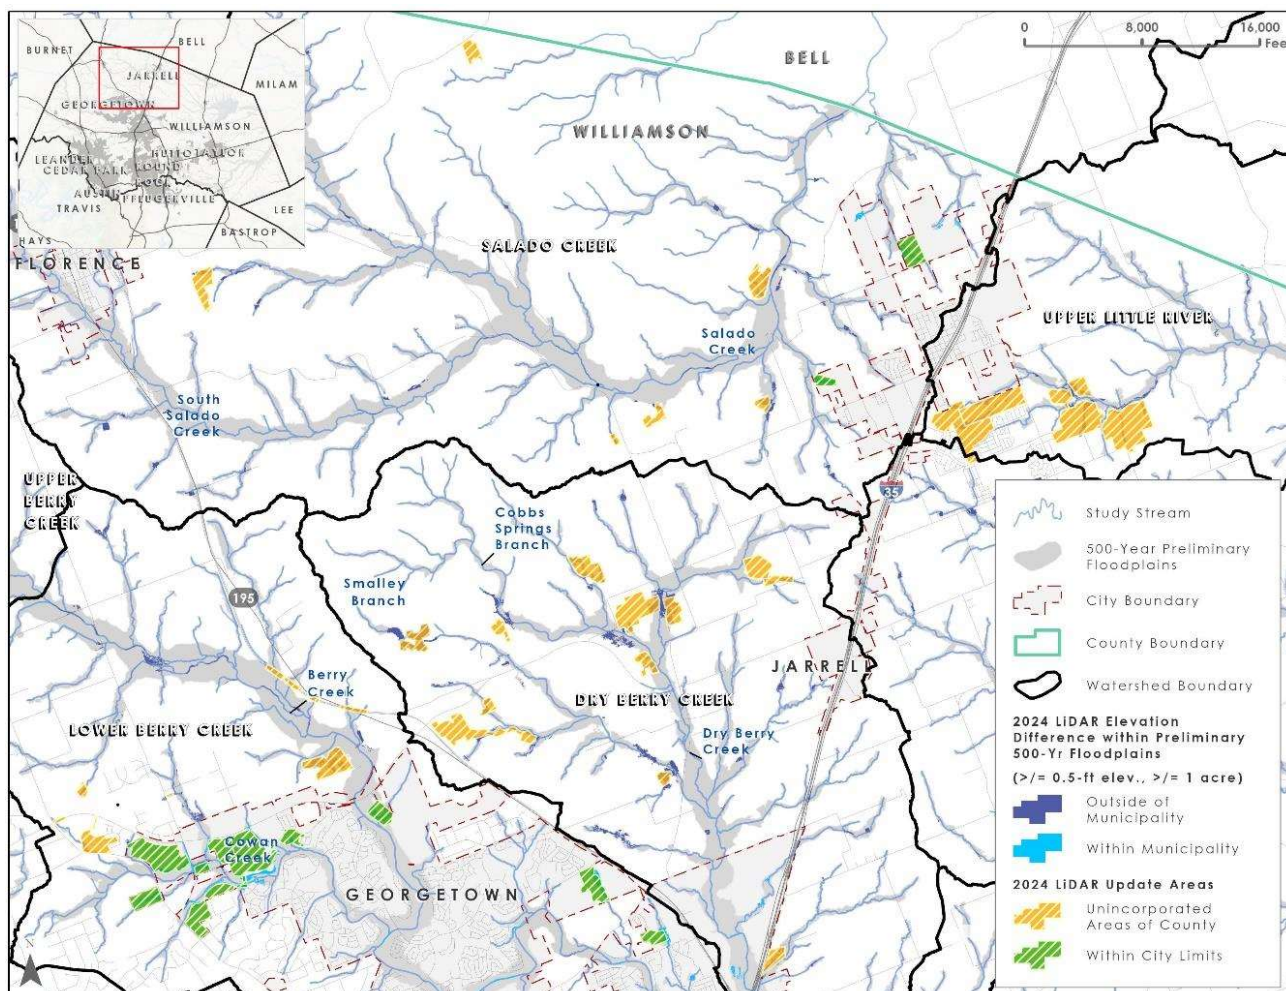 BURNET
BELL
JARRELL
MILAM
GEORGETOWN
WILLIAMSON
LEANDER
HUTTO
TAYLOR
CEDAR PARK
ROUND
ROCK
AUSTIN
PFLUGERVILLE
TRAVIS
LEE
BASTROP
HAYS
0
8,000
16,000
Feet
BELL
WILLIAMSON
FLORENCE
SALADO CREEK
UPPER LITTLE RIVER
Salado
Creek
South
Salado
Creek
UPPER
BERRY
CREEK
35
Cobbs
Springs
Branch
Smalley
Branch
195
Berry
Creek
JARRELL
DRY BERRY CREEK
LOWER BERRY CREEK
Dry Berry
Creek
Cowan
Creek
GEORGETOWN
Study Stream
500-Year Preliminary
Floodplains
City Boundary
County Boundary
Watershed Boundary
2024 LiDAR Elevation
Difference within Preliminary
500-Yr Floodplains
(>/= 0.5-ft elev., >/= 1 acre)
Outside of
Municipality
Within Municipality
2024 LiDAR Update Areas
Unincorporated
Areas of County
Within City Limits